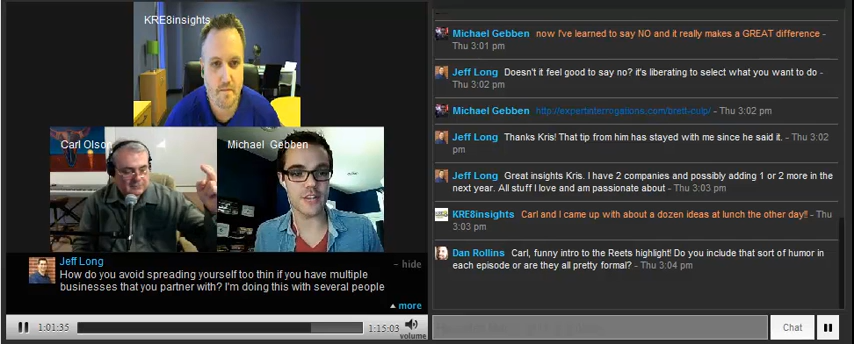 KRE8insights
Carl Olson
Michael Gebben
Jeff Long
– hide
How do you avoid spreading yourself too thin if you have multiple
businesses that you partner with? I'm doing this with several people
more
1:01:35
1:15:03
volume
Michael Gebben now I've learned to say NO and it really makes a GREAT difference -
Thu 3:01 pm
Jeff Long Doesn't it feel good to say no? it's liberating to select what you want to do -
Thu 3:02 pm
Michael Gebben http://expertinterrogations.com/brett-culp/ - Thu 3:02 pm
Jeff Long Thanks Kris! That tip from him has stayed with me since he said it. - Thu 3:02
pm
Jeff Long Great insights Kris. I have 2 companies and possibly adding 1 or 2 more in the
next year. All stuff I love and am passionate about - Thu 3:03 pm
KRE8insights Carl and I came up with about a dozen ideas at lunch the other day!! - Thu
3:03 pm
Dan Rollins Carl, funny intro to the Reets highlight! Do you include that sort of humor in
each episode or are they all pretty formal? - Thu 3:04 pm
Chat